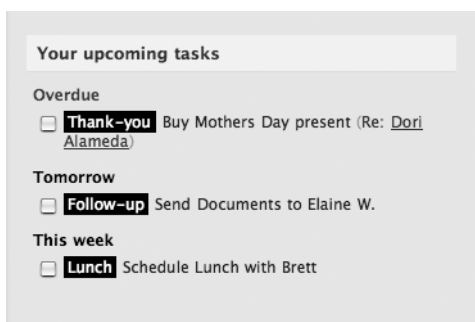 Your upcoming tasks
Overdue
Thank-you Buy Mothers Day present (Re: Dori
Alameda)
Tomorrow
Follow-up Send Documents to Elaine W.
This week
Lunch Schedule Lunch with Brett